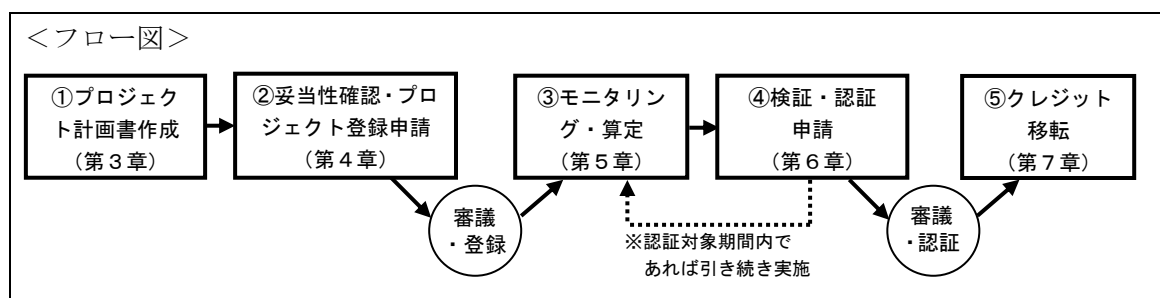 <フロー図>
①プロジェク
ト計画書作成
(第3章)
②妥当性確認・プロ
ジェクト登録申請
(第4章)
審議
・登録
③モニタリン
グ・算定
(第5章)
④検証・認証
申請
(第6章)
※認証対象期間内で
あれば引き続き実施
審議
・認証
⑤クレジット
移転
(第7章)